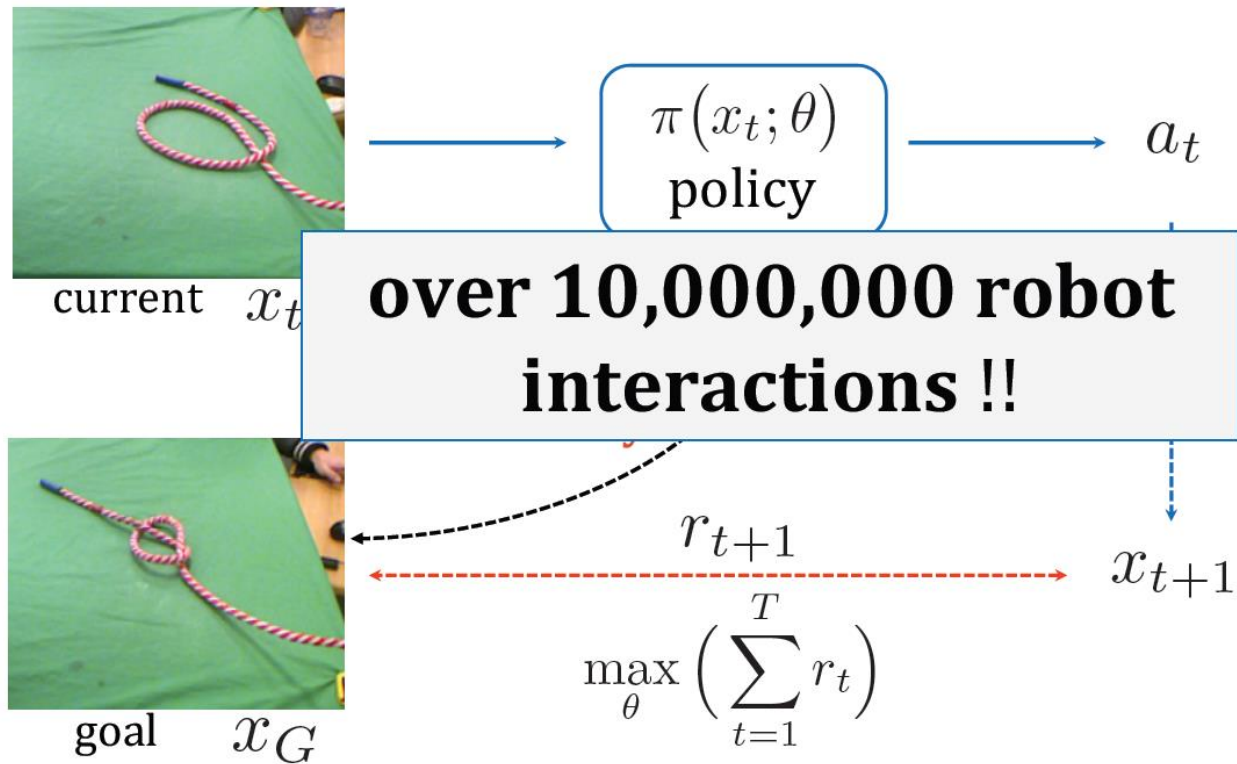 π(x_t; θ)
policy
a_t
current x_t
over 10,000,000 robot
interactions !!
r_{t+1}
x_{t+1}
max_θ ( ∑_{t=1}^{T} r_t )
goal x_G